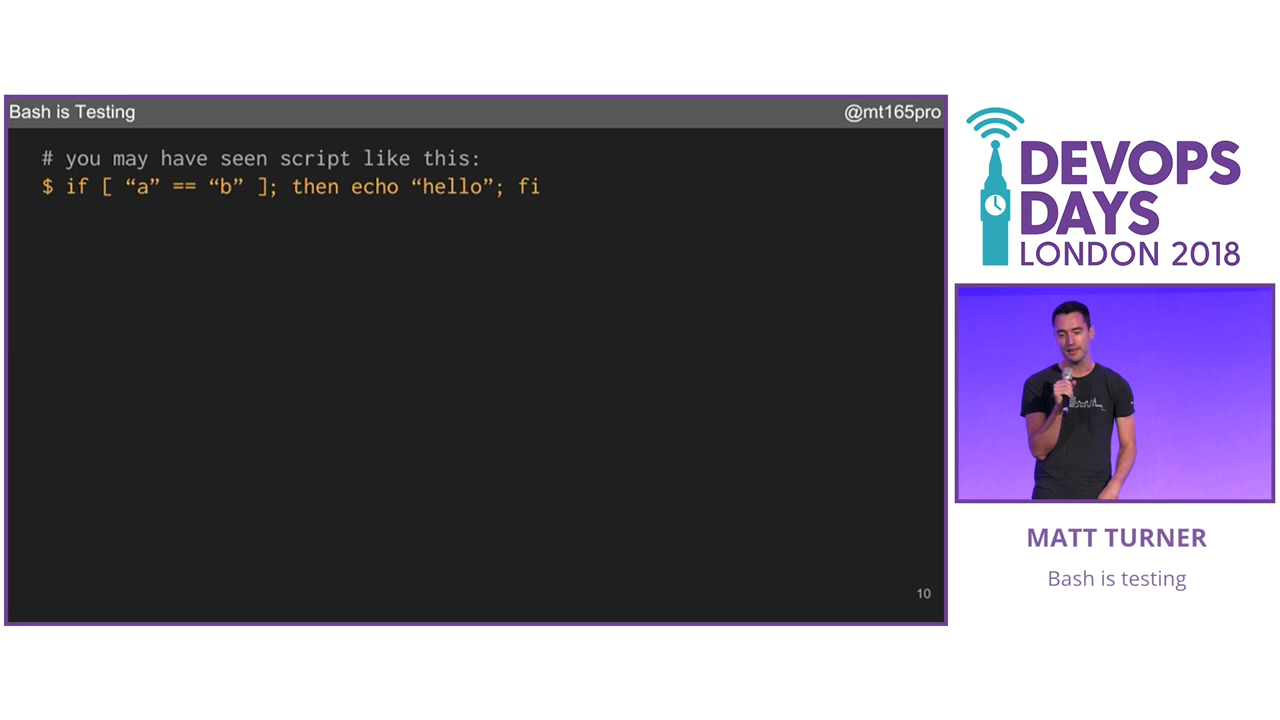 Bash is Testing
@mt165pro
# you may have seen script like this:
$ if [ “a” == “b” ]; then echo “hello”; fi
10
DEVOPS
DAYS
LONDON 2018
MATT TURNER
Bash is testing